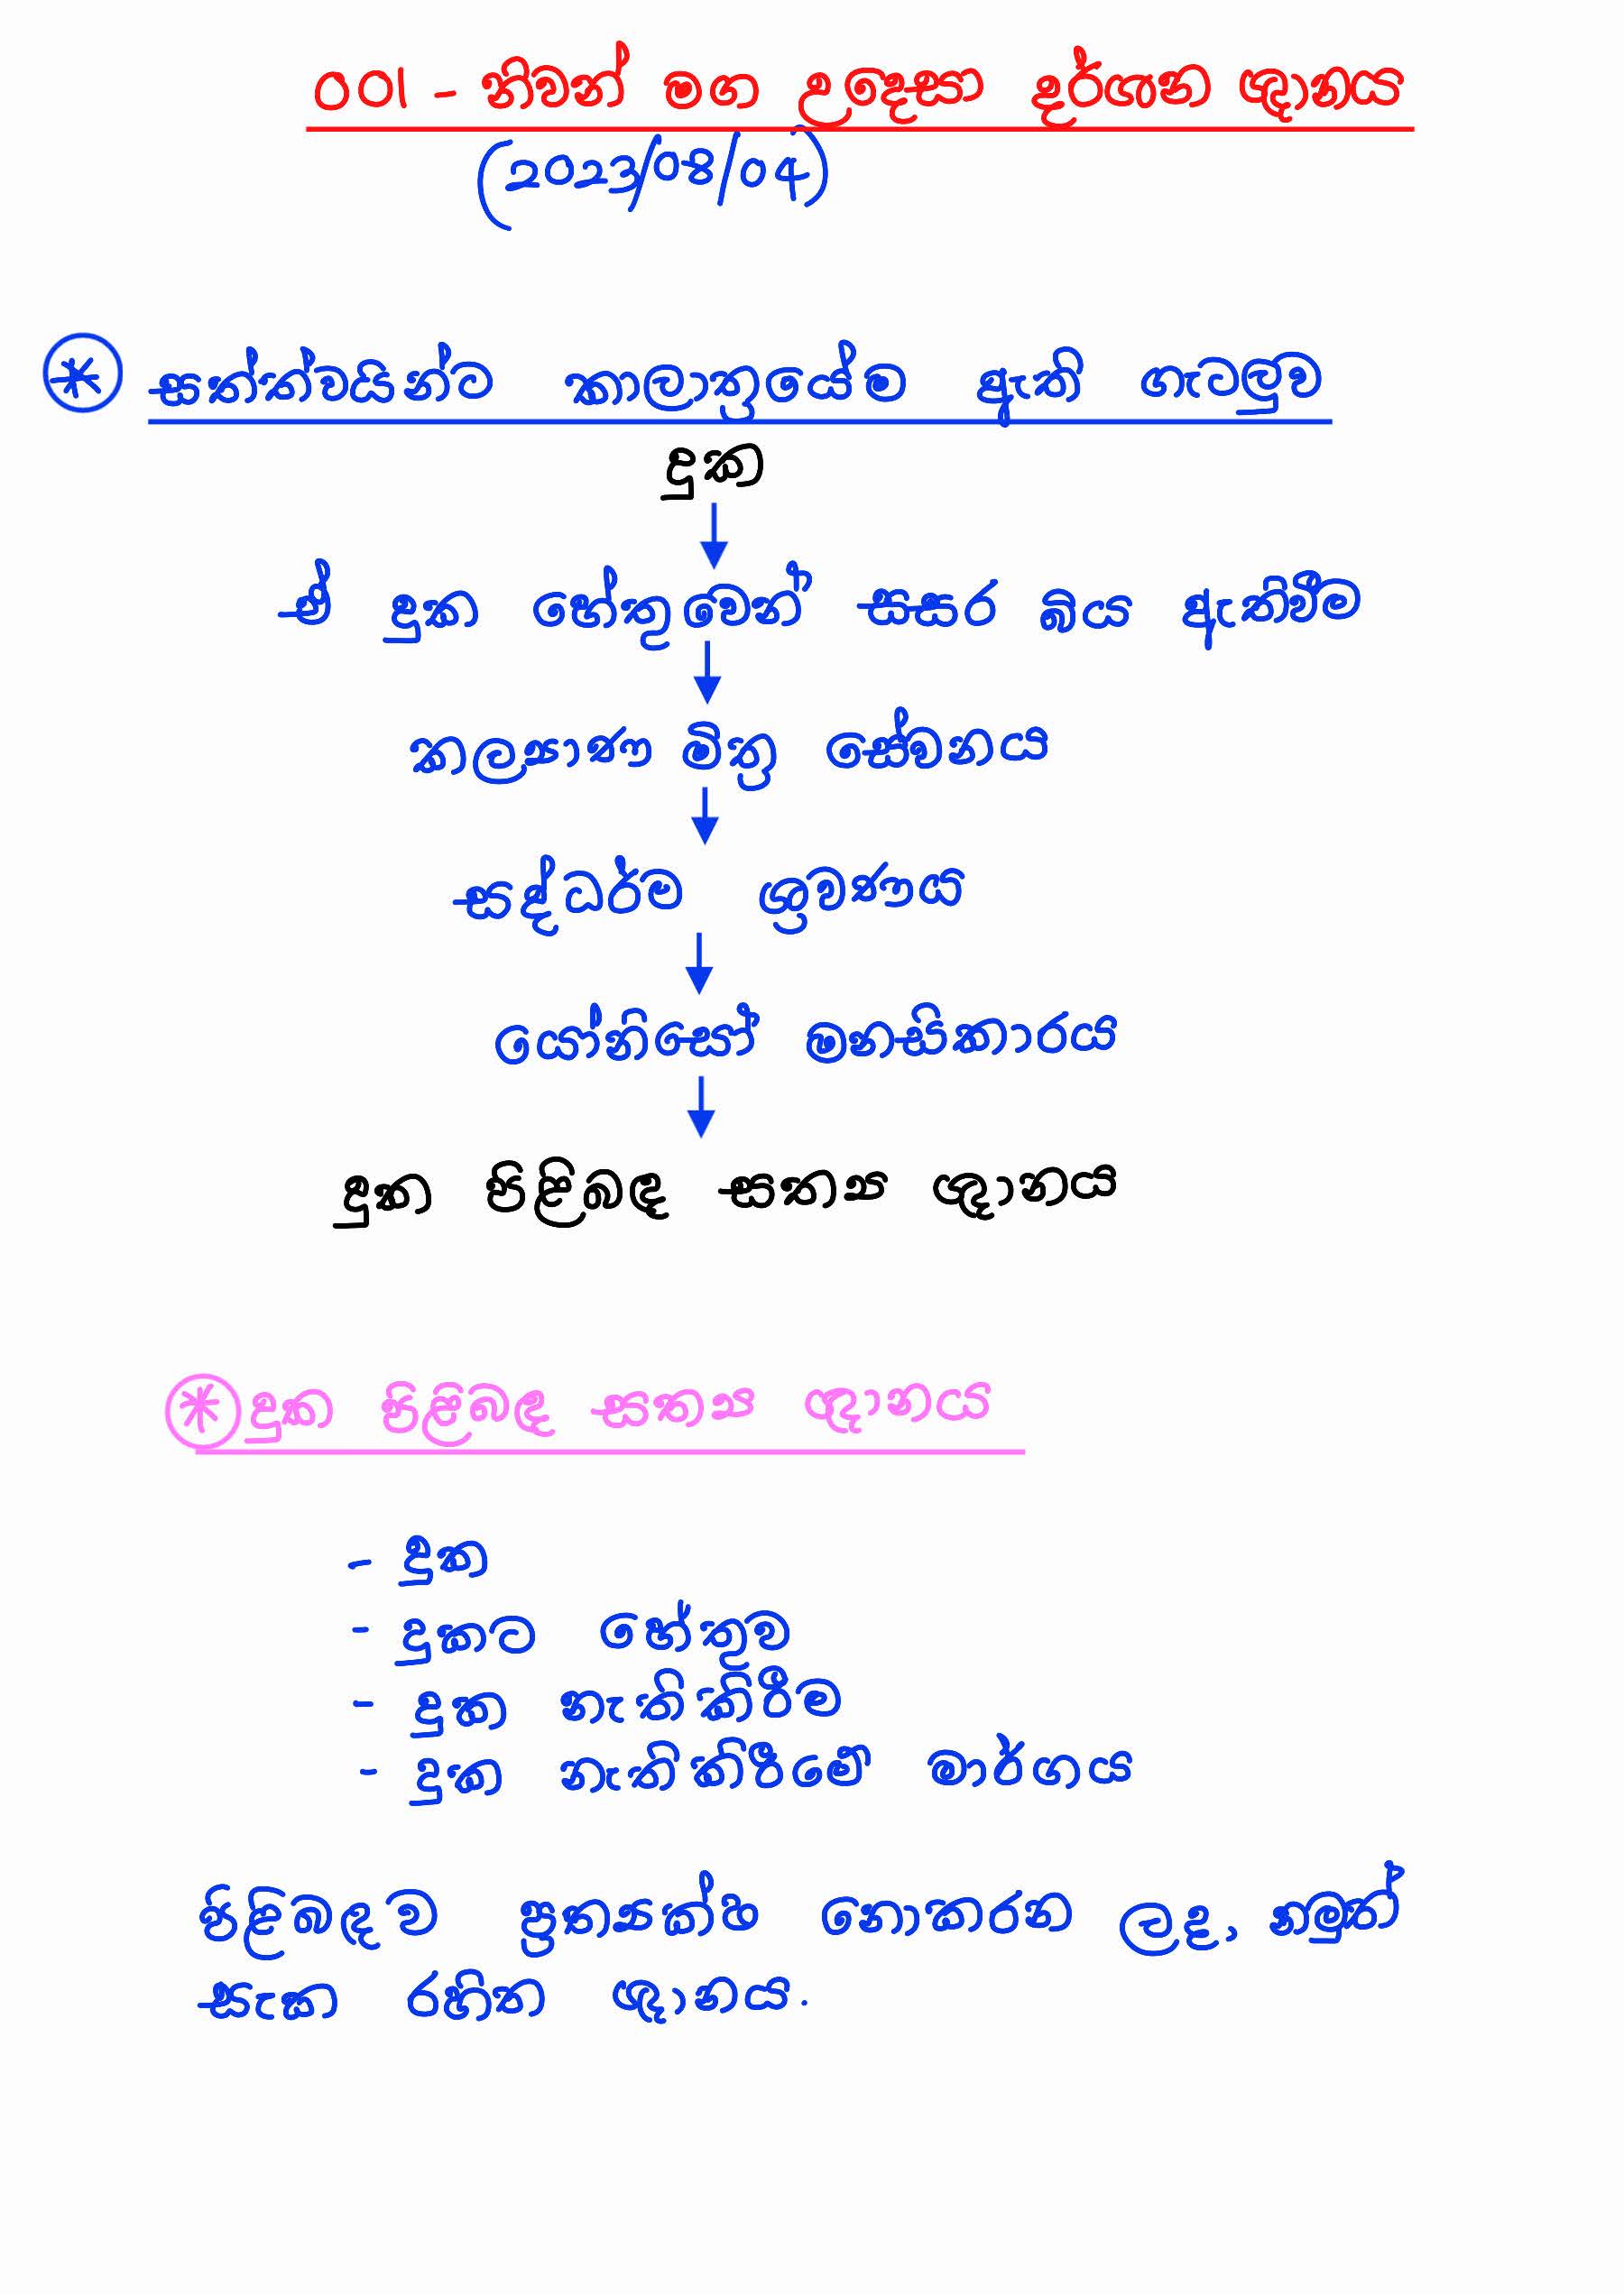 001 - නිවන් මග උදෙසා දර්ශන ඥානය
(2023/08/04)
* සත්ත්වයින්ට කාලාත්‍රයේම ඇති ගැටලුව
දුක
ඒ දුක හේතුවෙන් සසර බිය ඇතිවීම
කල්‍යාණ මිත්‍ර සේවනය
සද්ධර්ම ශ්‍රවණය
යෝනිසෝ මනසිකාරය
දුක පිළිබඳ සත්‍ය ඥානය
* දුක පිළිබඳ සත්‍ය ඥානය
- දුක
- දුකට හේතුව
- දුක නැතිකිරීම
- දුක නැතිකිරීමේ මාර්ගය
පිළිබඳව ප්‍රත්‍යක්ෂ නොකරන ලද, නමුත්
සැක රහිත ඥානය.